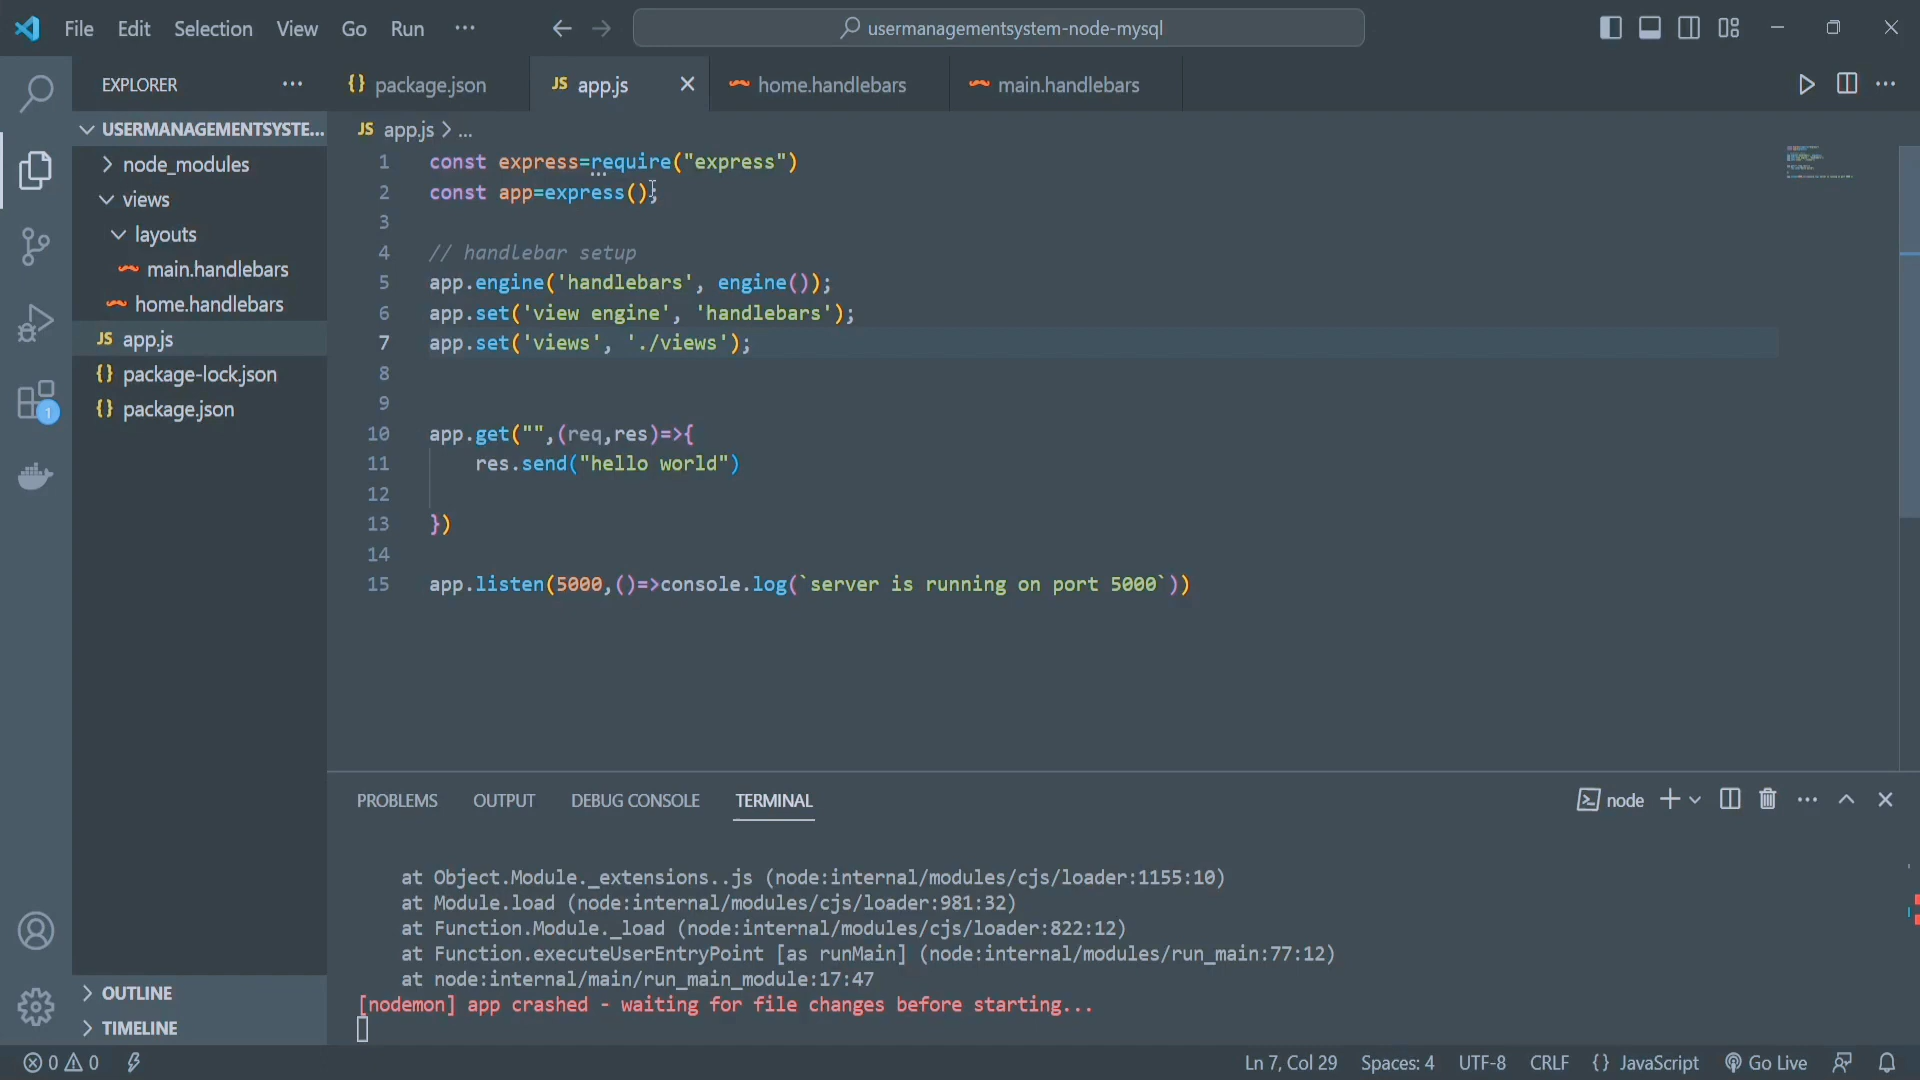 File Edit Selection View Go Run ···
usermanagementsystem-node-mysql
EXPLORER ···
{} package.json
JS app.js
home.handlebars
main.handlebars
USERMANAGEMENTSYSTE...
node_modules
views
layouts
main.handlebars
home.handlebars
JS app.js
{} package-lock.json
{} package.json
1
OUTLINE
TIMELINE
JS app.js > ...
1 const express=require("express")
2 const app=express();
3
4 // handlebar setup
5 app.engine('handlebars', engine());
6 app.set('view engine', 'handlebars');
7 app.set('views', './views');
8
9
10 app.get("",(req,res)=>{
11 res.send("hello world")
12
13 })
14
15 app.listen(5000,()=>console.log(`server is running on port 5000`))
PROBLEMS OUTPUT DEBUG CONSOLE TERMINAL
node
at Object.Module._extensions..js (node:internal/modules/cjs/loader:1155:10)
at Module.load (node:internal/modules/cjs/loader:981:32)
at Function.Module._load (node:internal/modules/cjs/loader:822:12)
at Function.executeUserEntryPoint [as runMain] (node:internal/modules/run_main:77:12)
at node:internal/main/run_main_module:17:47
[nodemon] app crashed - waiting for file changes before starting...
0 0
Ln 7, Col 29 Spaces: 4 UTF-8 CRLF {} JavaScript Go Live